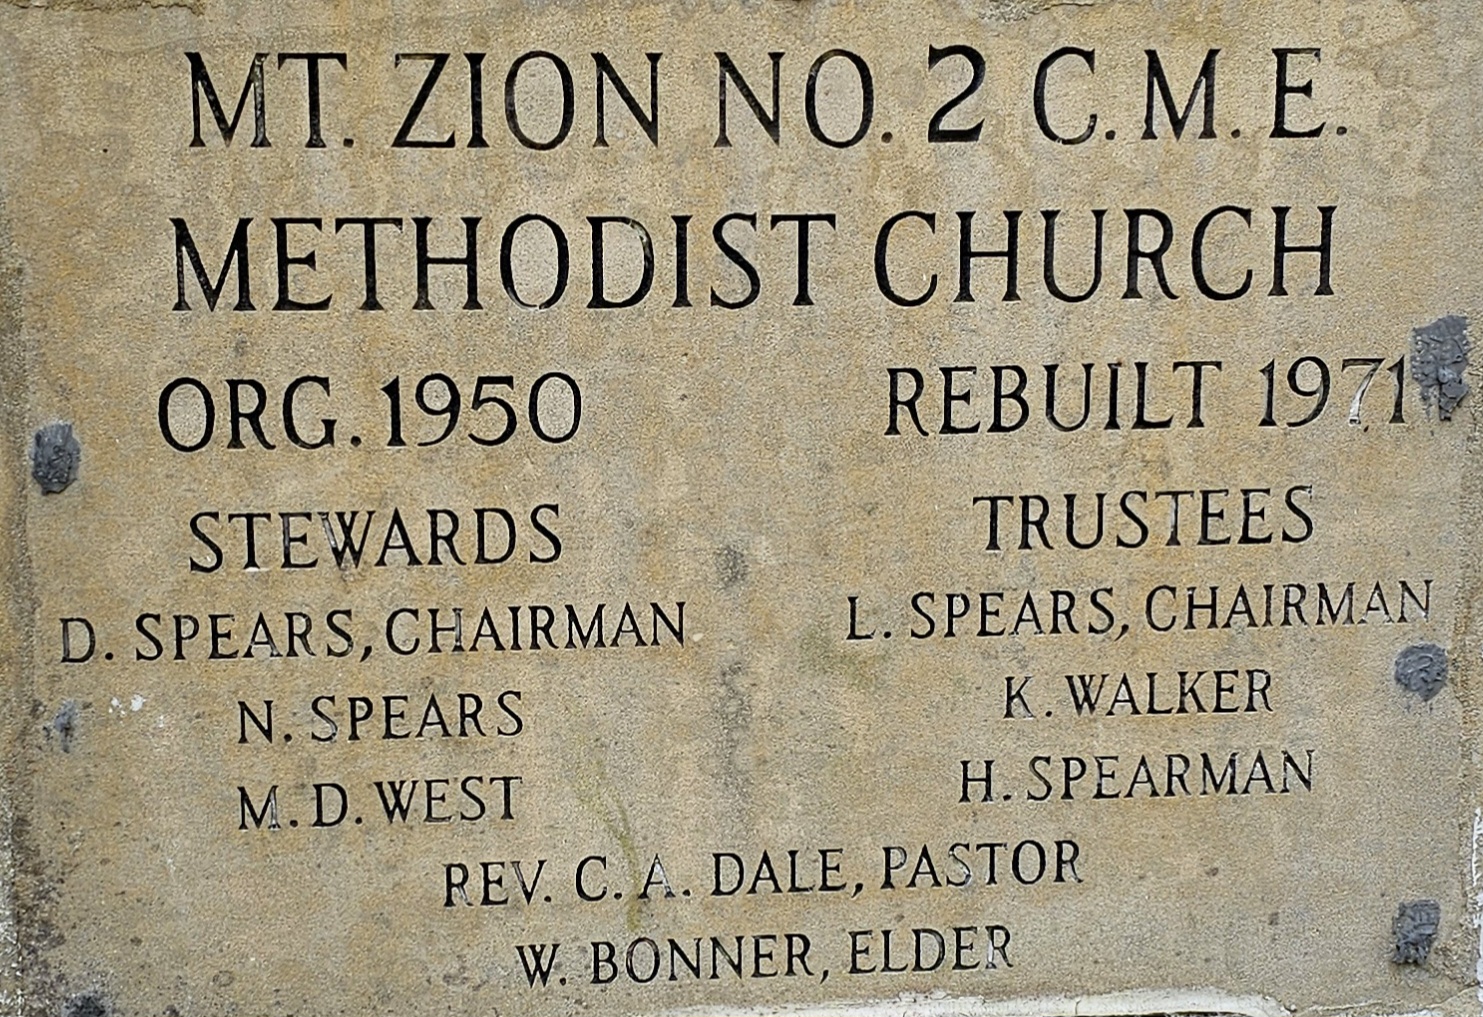 MT. ZION NO. 2 C.M.E.
METHODIST CHURCH
ORG. 1950
REBUILT 1971
STEWARDS
D. SPEARS, CHAIRMAN
N. SPEARS
M. D. WEST
TRUSTEES
L. SPEARS, CHAIRMAN
K. WALKER
H. SPEARMAN
REV. C. A. DALE, PASTOR
W. BONNER, ELDER